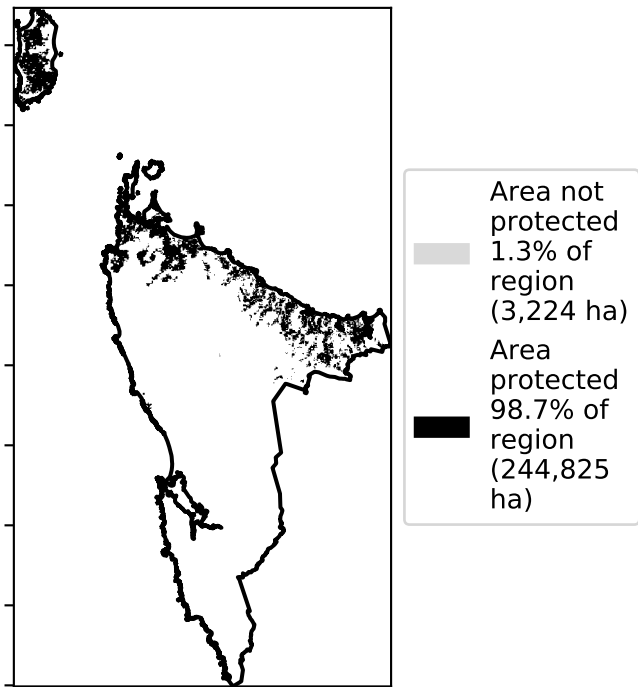 Area not
protected
1.3% of
region
(3,224 ha)
Area
protected
98.7% of
region
(244,825
ha)